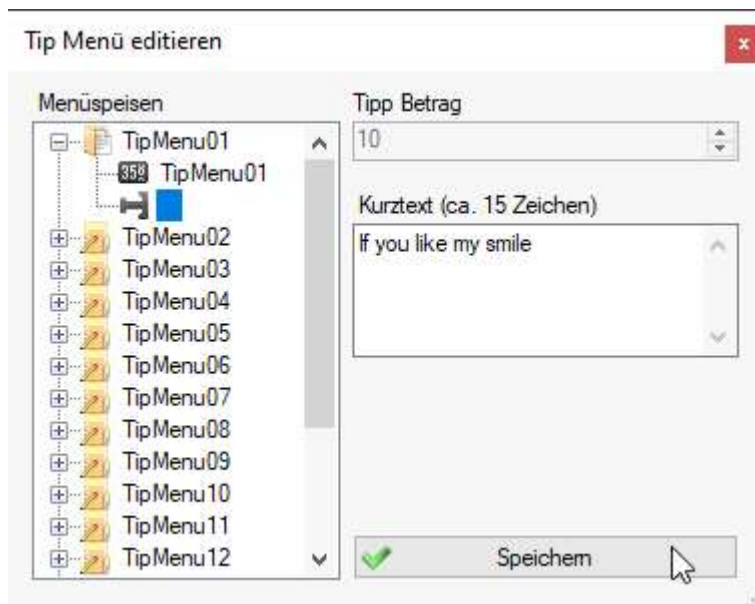 Tip Menü editieren
x
Menüspeisen
TipMenu01
TipMenu01
TipMenu02
TipMenu03
TipMenu04
TipMenu05
TipMenu06
TipMenu07
TipMenu08
TipMenu09
TipMenu10
TipMenu11
TipMenu12
Tipp Betrag
10
Kurztext (ca. 15 Zeichen)
If you like my smile
Speichern